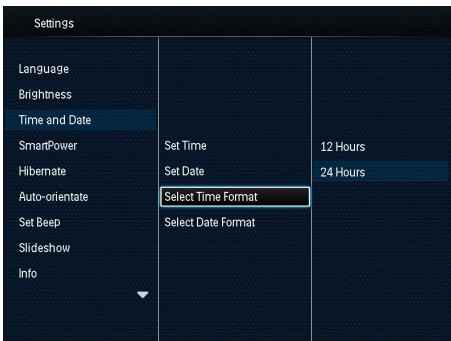 Settings
Language
Brightness
Time and Date
SmartPower
Hibernate
Auto-orientate
Set Beep
Slideshow
Info
Set Time
Set Date
Select Time Format
Select Date Format
12 Hours
24 Hours